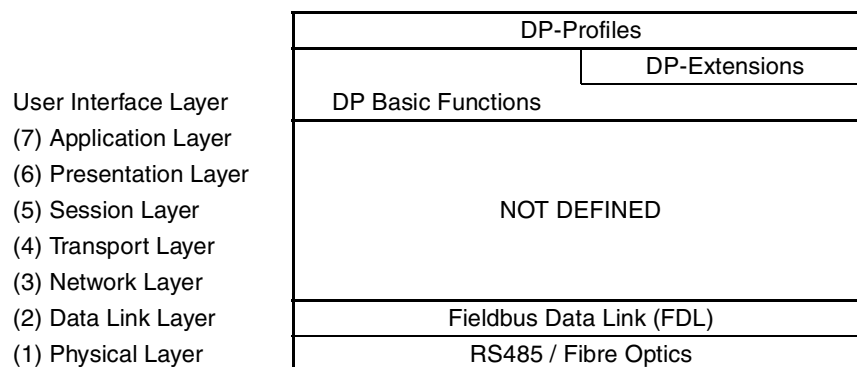 DP-Profiles
DP-Extensions
User Interface Layer DP Basic Functions
(7) Application Layer
(6) Presentation Layer
(5) Session Layer NOT DEFINED
(4) Transport Layer
(3) Network Layer
(2) Data Link Layer Fieldbus Data Link (FDL)
(1) Physical Layer RS485 / Fibre Optics